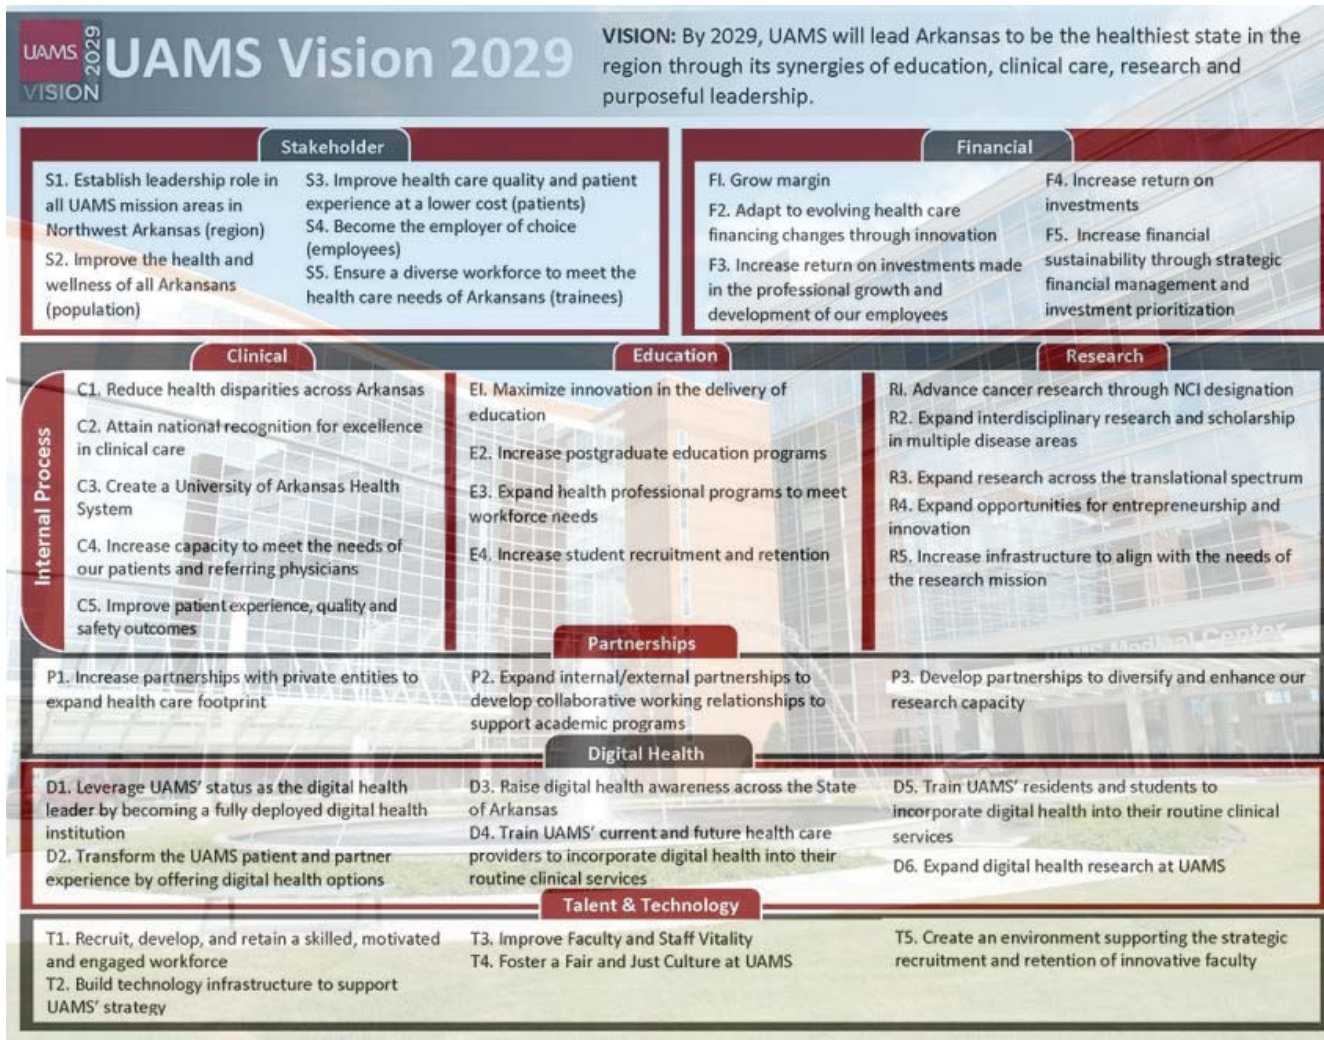 UAMS
2029
VISION
UAMS Vision 2029
VISION: By 2029, UAMS will lead Arkansas to be the healthiest state in the
region through its synergies of education, clinical care, research and
purposeful leadership.
Stakeholder
S1. Establish leadership role in
all UAMS mission areas in
Northwest Arkansas (region)
S2. Improve the health and
wellness of all Arkansans
(population)
S3. Improve health care quality and patient
experience at a lower cost (patients)
S4. Become the employer of choice
(employees)
S5. Ensure a diverse workforce to meet the
health care needs of Arkansans (trainees)
Financial
FI. Grow margin
F2. Adapt to evolving health care
financing changes through innovation
F3. Increase return on investments made
in the professional growth and
development of our employees
F4. Increase return on
investments
F5. Increase financial
sustainability through strategic
financial management and
investment prioritization
Internal Process
Clinical
C1. Reduce health disparities across Arkansas
C2. Attain national recognition for excellence
in clinical care
C3. Create a University of Arkansas Health
System
C4. Increase capacity to meet the needs of
our patients and referring physicians
C5. Improve patient experience, quality and
safety outcomes
Education
EI. Maximize innovation in the delivery of
education
E2. Increase postgraduate education programs
E3. Expand health professional programs to meet
workforce needs
E4. Increase student recruitment and retention
Research
RI. Advance cancer research through NCI designation
R2. Expand interdisciplinary research and scholarship
in multiple disease areas
R3. Expand research across the translational spectrum
R4. Expand opportunities for entrepreneurship and
innovation
R5. Increase infrastructure to align with the needs of
the research mission
UAMS Medical Center
Partnerships
P1. Increase partnerships with private entities to
expand health care footprint
P2. Expand internal/external partnerships to
develop collaborative working relationships to
support academic programs
P3. Develop partnerships to diversify and enhance our
research capacity
Digital Health
D1. Leverage UAMS' status as the digital health
leader by becoming a fully deployed digital health
institution
D2. Transform the UAMS patient and partner
experience by offering digital health options
D3. Raise digital health awareness across the State
of Arkansas
D4. Train UAMS' current and future health care
providers to incorporate digital health into their
routine clinical services
D5. Train UAMS' residents and students to
incorporate digital health into their routine clinical
services
D6. Expand digital health research at UAMS
Talent & Technology
T1. Recruit, develop, and retain a skilled, motivated
and engaged workforce
T2. Build technology infrastructure to support
UAMS' strategy
T3. Improve Faculty and Staff Vitality
T4. Foster a Fair and Just Culture at UAMS
T5. Create an environment supporting the strategic
recruitment and retention of innovative faculty